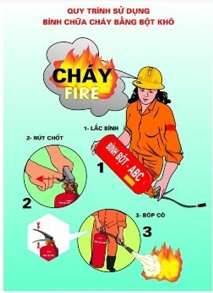 QUY TRÌNH SỬ DỤNG
BÌNH CHỮA CHÁY BẰNG BỘT KHÔ
CHÁY
FIRE
1- LẮC BÌNH
2- RÚT CHỐT
1
BÌNH BỘT - ABC
2
3- BÓP CÒ
3